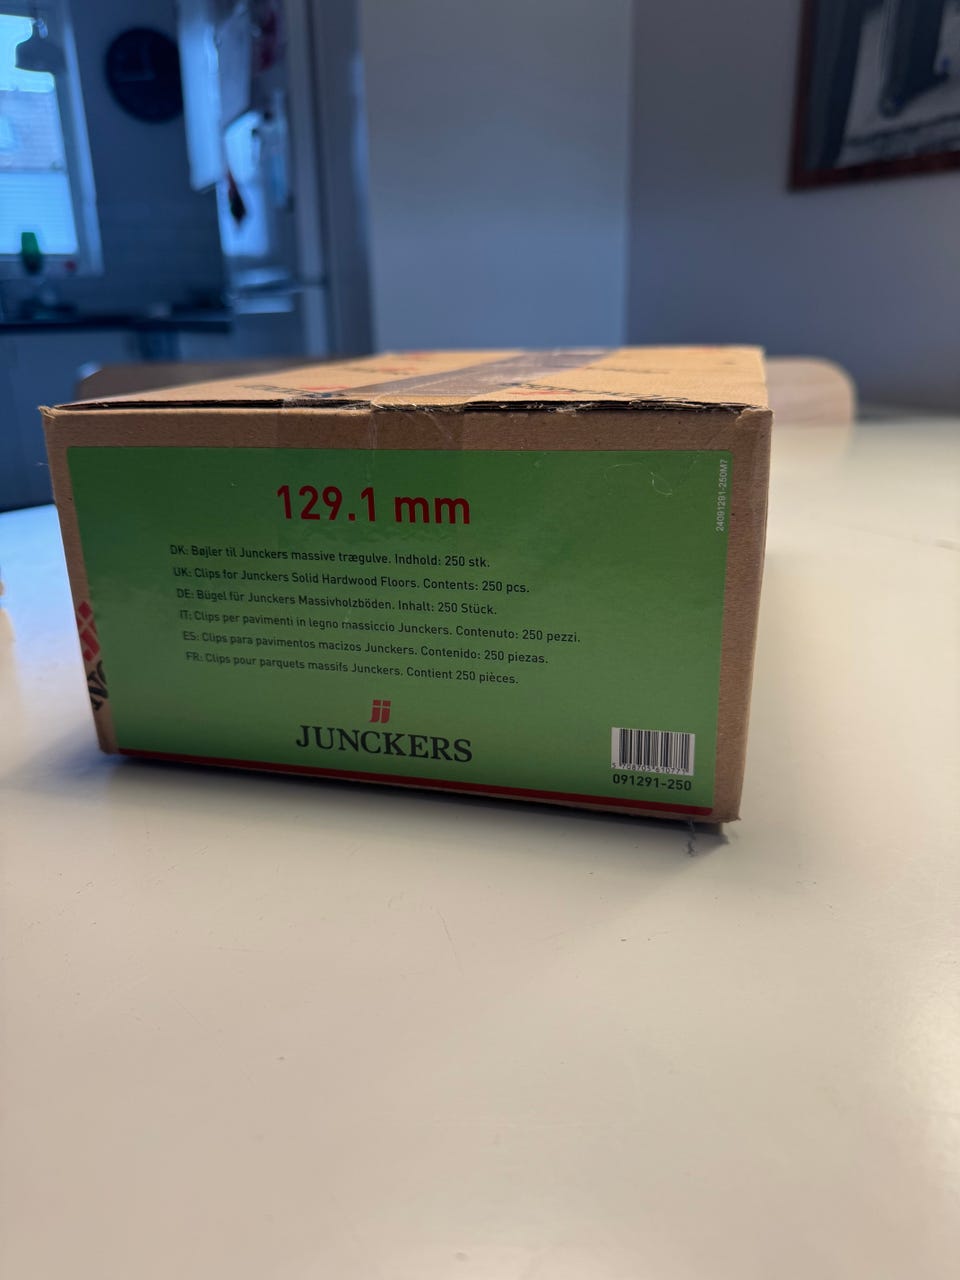 129.1 mm
24091291-250M7
DK: Bøjler til Junckers massive trægulve. Indhold: 250 stk.
UK: Clips for Junckers Solid Hardwood Floors. Contents: 250 pcs.
DE: Bügel für Junckers Massivholzböden. Inhalt: 250 Stück.
IT: Clips per pavimenti in legno massiccio Junckers. Contenuto: 250 pezzi.
ES: Clips para pavimentos macizos Junckers. Contenido: 250 piezas.
FR: Clips pour parquets massifs Junckers. Contient 250 pièces.
JUNCKERS
091291-250